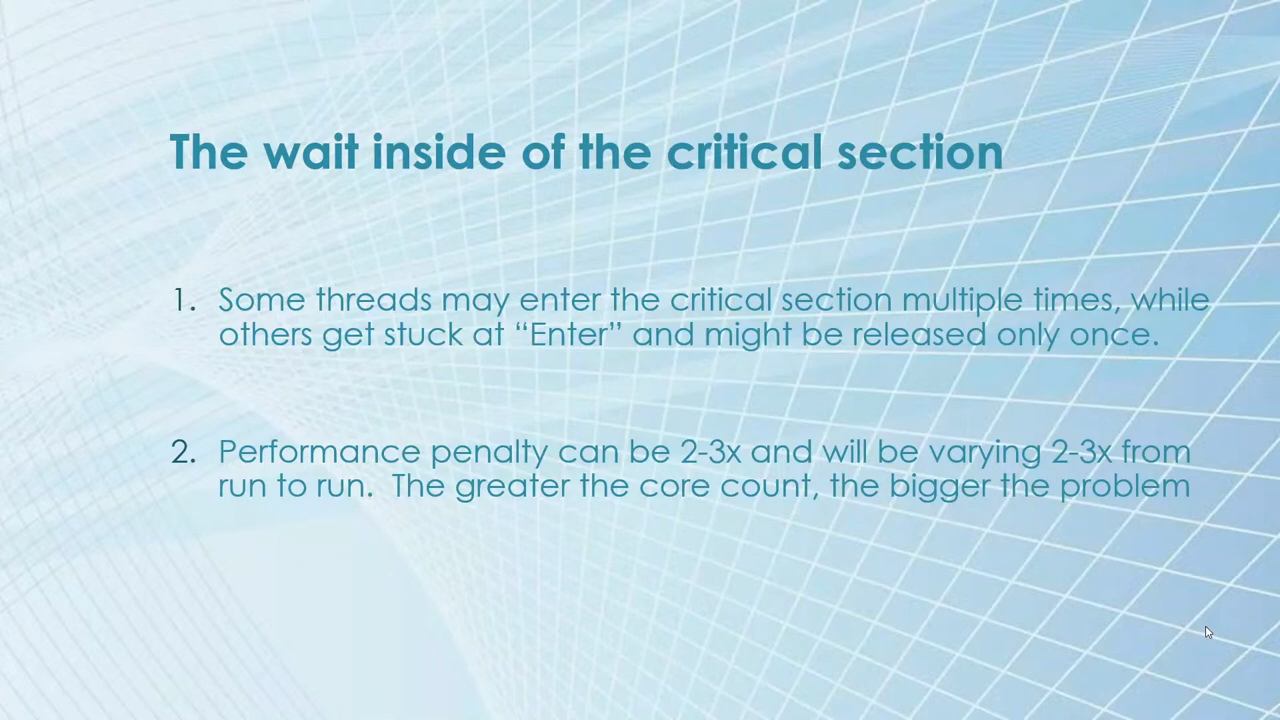 The wait inside of the critical section
1. Some threads may enter the critical section multiple times, while
others get stuck at “Enter” and might be released only once.
2. Performance penalty can be 2-3x and will be varying 2-3x from
run to run.  The greater the core count, the bigger the problem